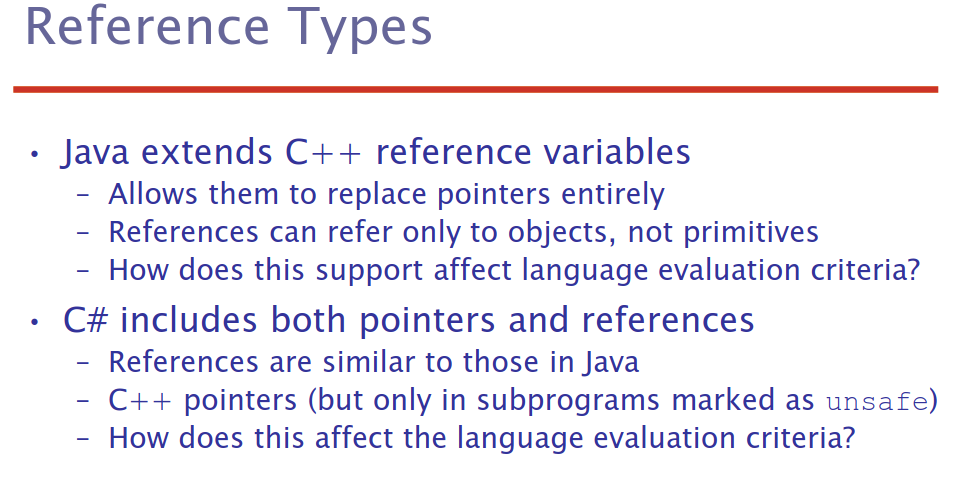 Reference Types
• Java extends C++ reference variables
– Allows them to replace pointers entirely
– References can refer only to objects, not primitives
– How does this support affect language evaluation criteria?
• C# includes both pointers and references
– References are similar to those in Java
– C++ pointers (but only in subprograms marked as unsafe)
– How does this affect the language evaluation criteria?